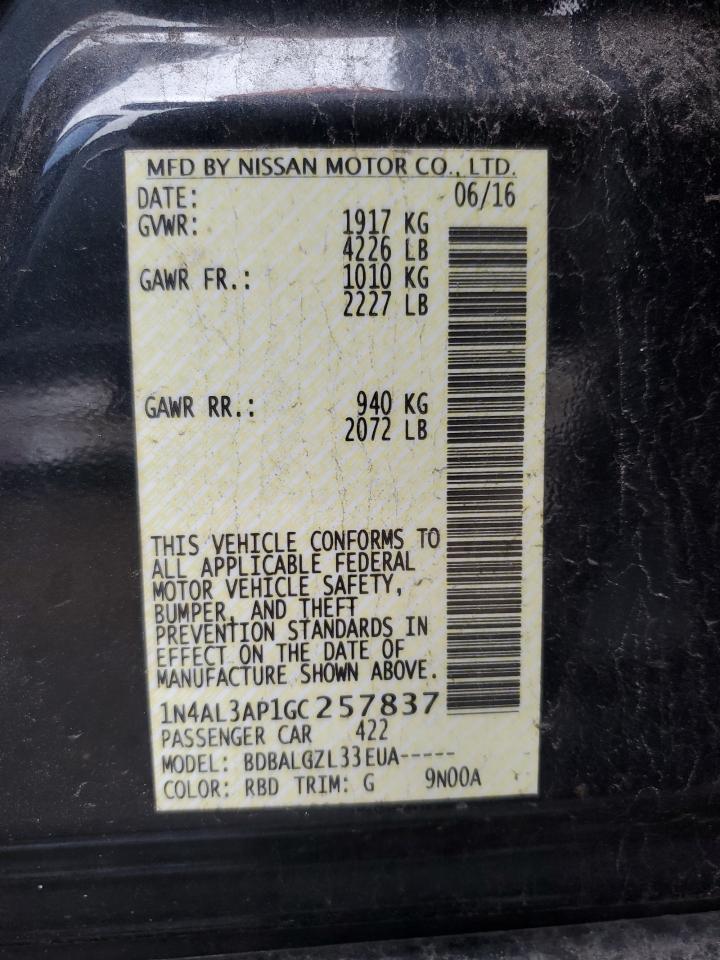 MFD BY NISSAN MOTOR CO., LTD.
DATE: 06/16
GVWR: 1917 KG
4226 LB
GAWR FR.: 1010 KG
2227 LB
GAWR RR.: 940 KG
2072 LB
THIS VEHICLE CONFORMS TO
ALL APPLICABLE FEDERAL
MOTOR VEHICLE SAFETY,
BUMPER, AND THEFT
PREVENTION STANDARDS IN
EFFECT ON THE DATE OF
MANUFACTURE SHOWN ABOVE.
1N4AL3AP1GC257837
PASSENGER CAR 422
MODEL: BDBALGZL33EUA-----
COLOR: RBD TRIM: G 9N00A